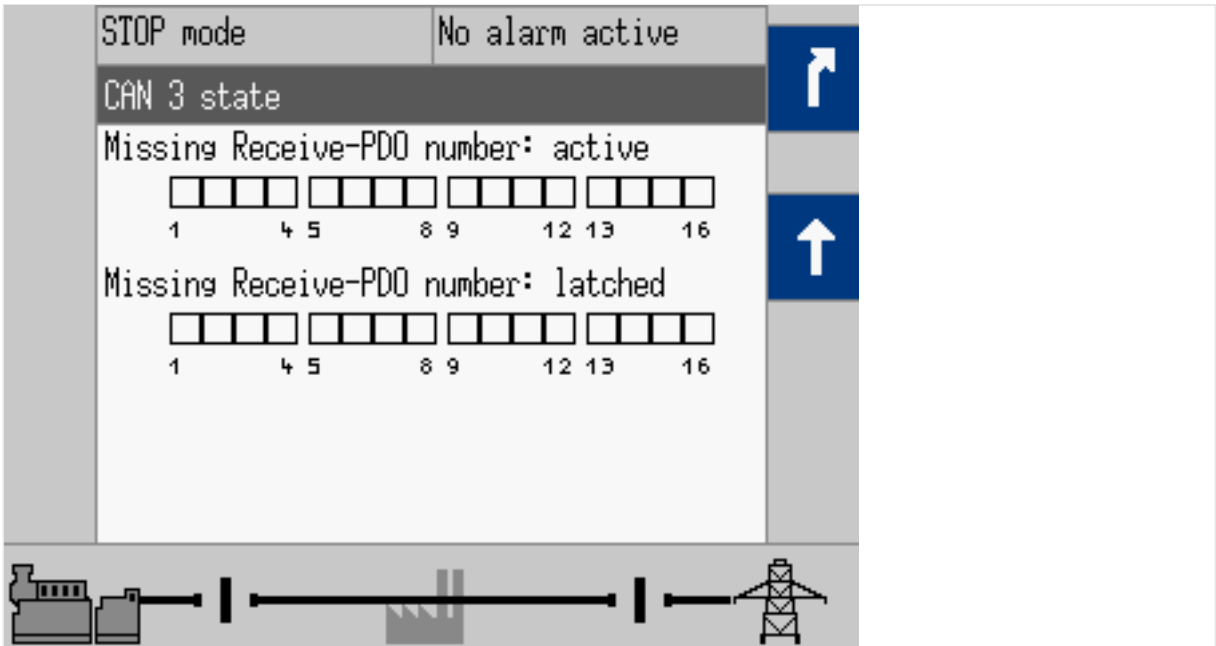 STOP mode No alarm active
CAN 3 state
Missing Receive-PDO number: active
1 4 5 8 9 12 13 16
Missing Receive-PDO number: latched
1 4 5 8 9 12 13 16